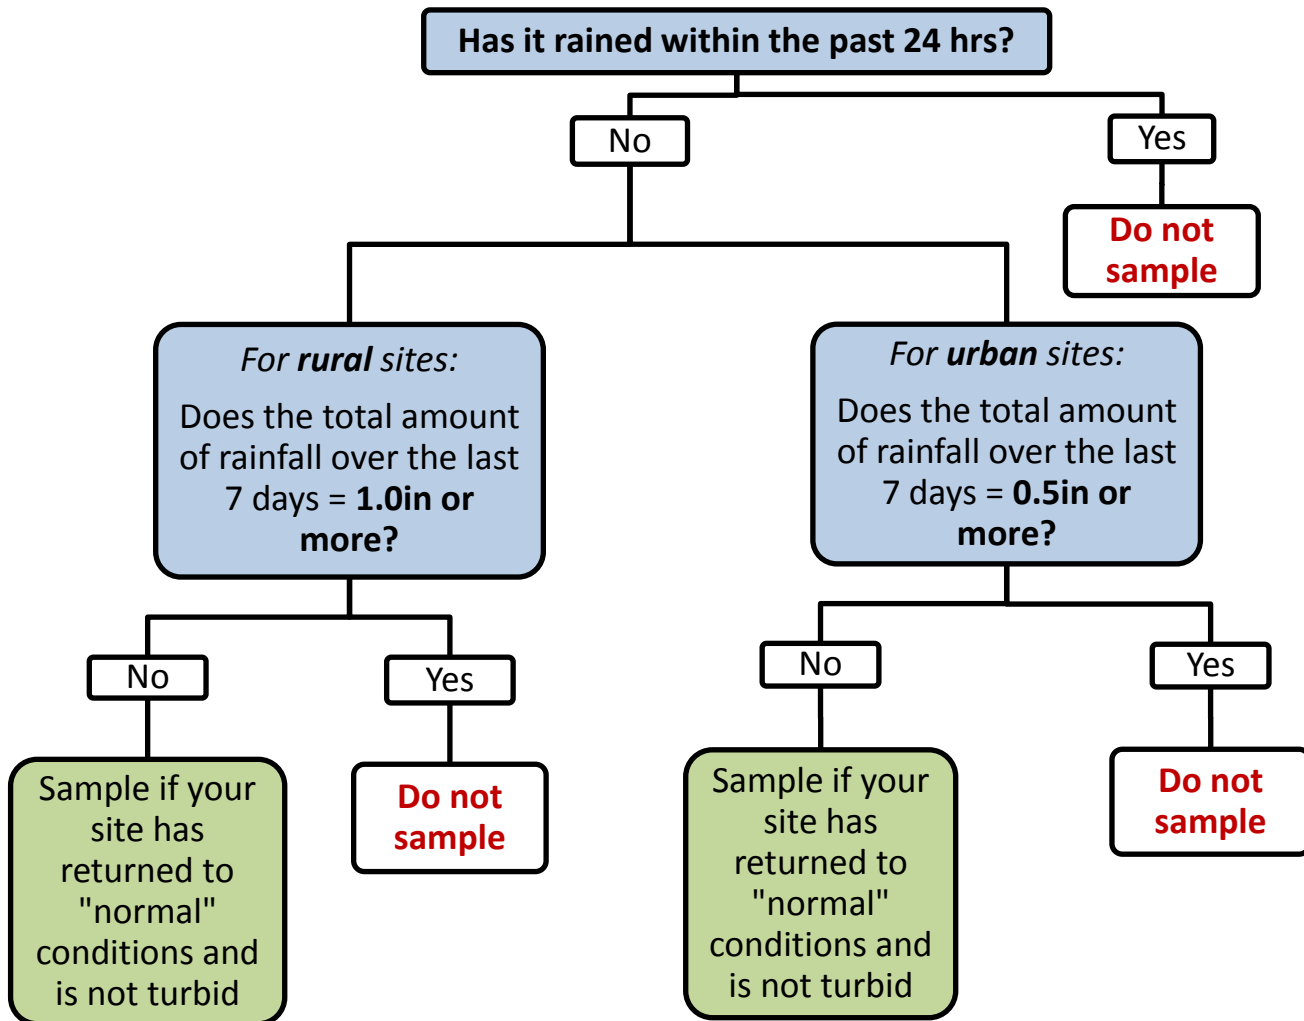 Has it rained within the past 24 hrs?
No
Yes
Do not
sample
For rural sites:
Does the total amount
of rainfall over the last
7 days = 1.0in or
more?
For urban sites:
Does the total amount
of rainfall over the last
7 days = 0.5in or
more?
No
Yes
No
Yes
Sample if your
site has
returned to
"normal"
conditions and
is not turbid
Do not
sample
Sample if your
site has
returned to
"normal"
conditions and
is not turbid
Do not
sample